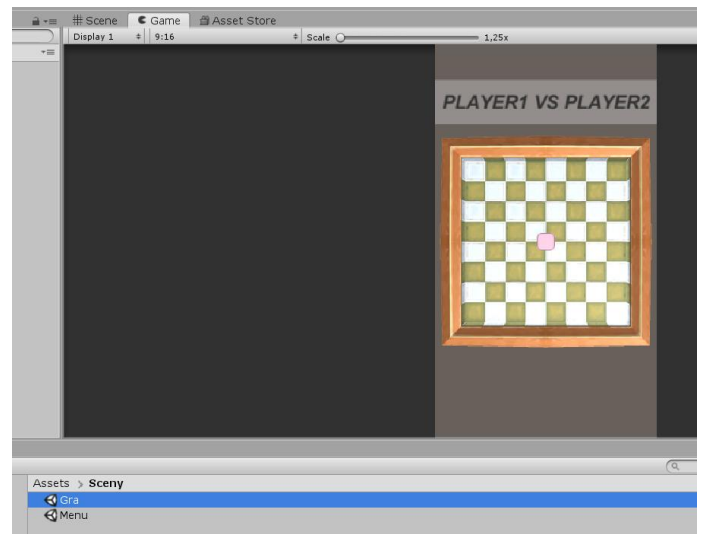 Scene Game Asset Store
Display 1 9:16 Scale 1,25x
PLAYER1 VS PLAYER2
Assets > Sceny
Gra
Menu